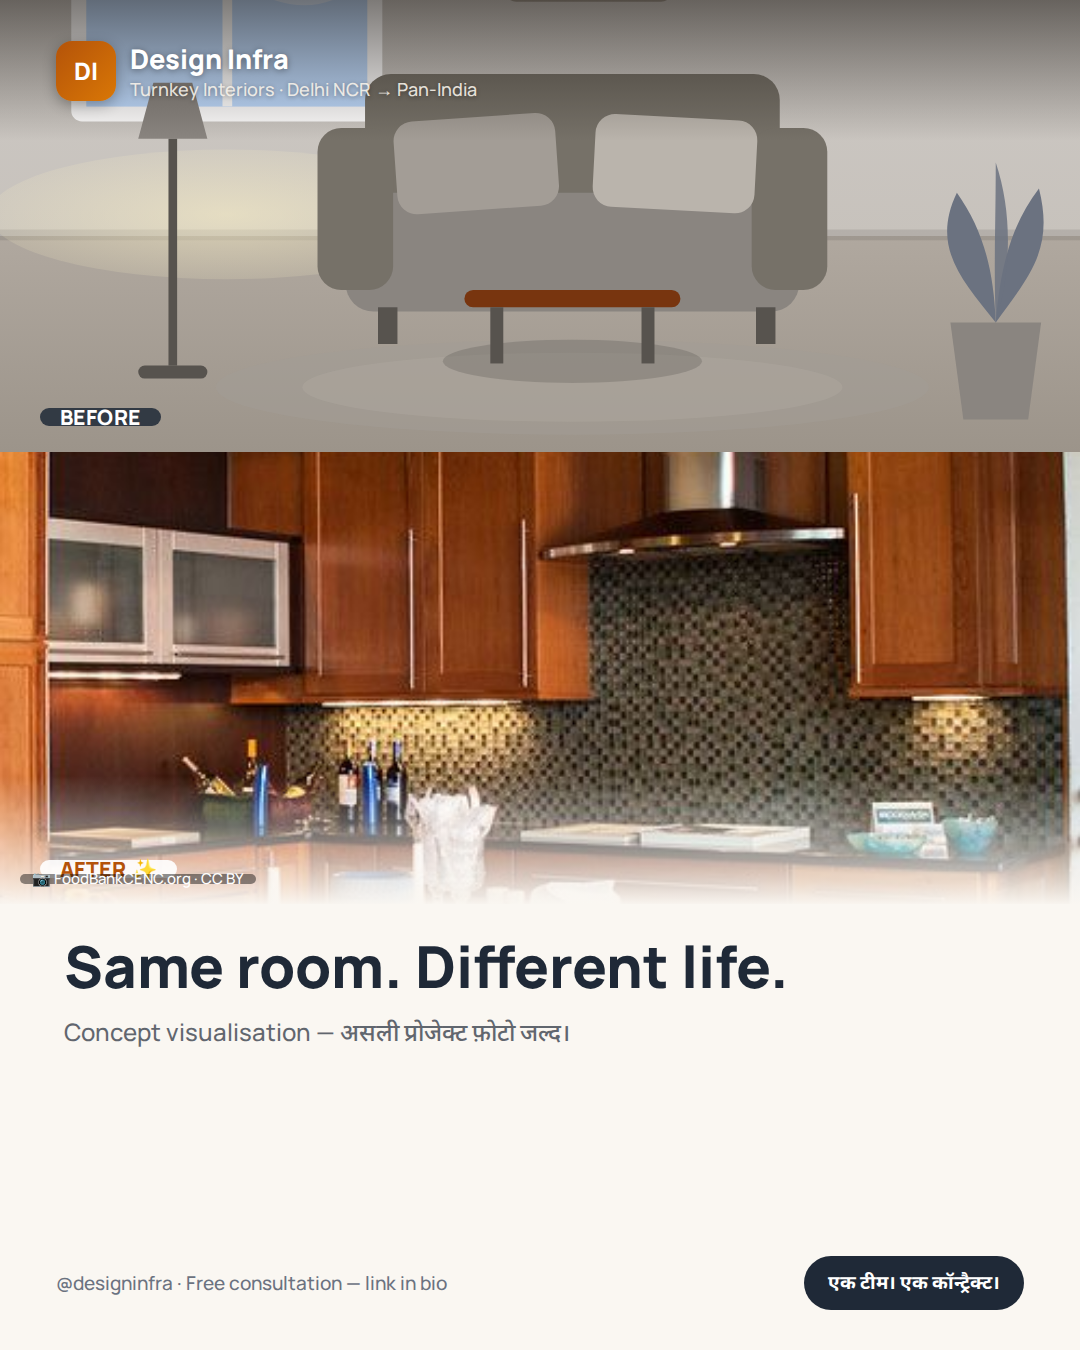 DI
Design Infra
Turnkey Interiors · Delhi NCR → Pan-India
BEFORE
AFTER ✨
📷 FoodBankCENC.org · CC BY
Same room. Different life.
Concept visualisation — असली प्रोजेक्ट फ़ोटो जल्द।
@designinfra · Free consultation — link in bio
एक टीम। एक कॉन्ट्रैक्ट।